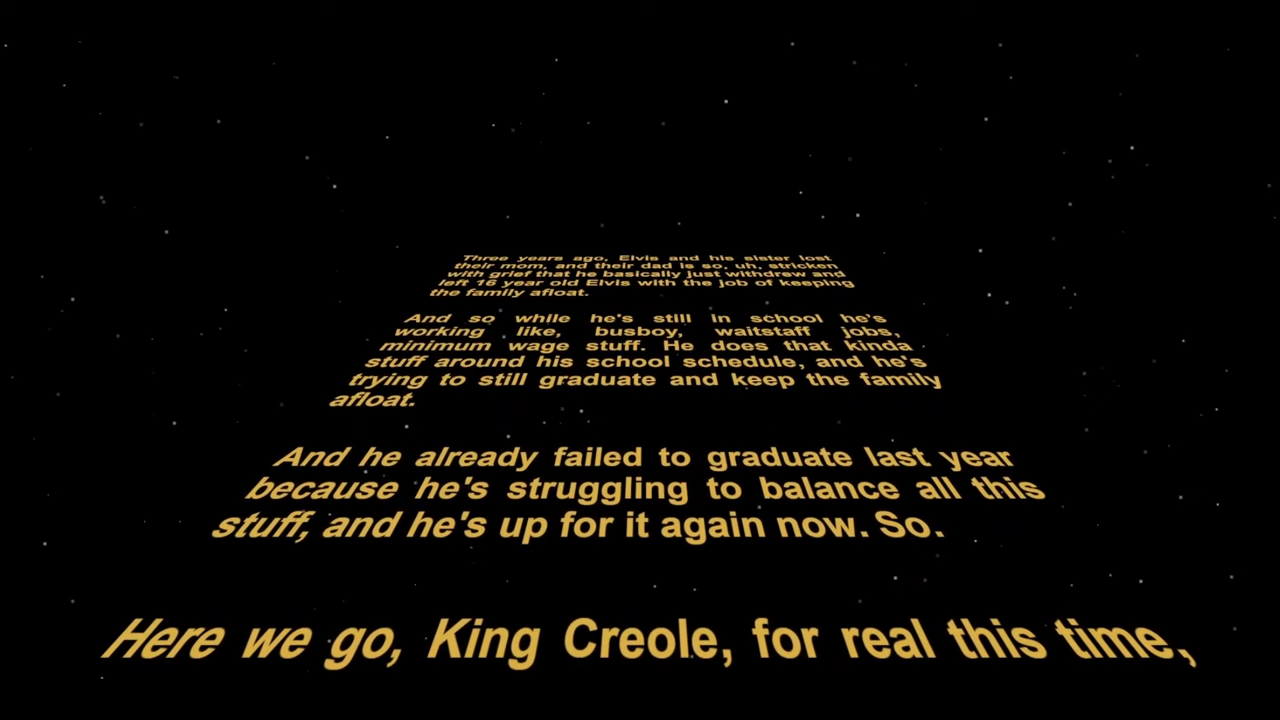 Three years ago, Elvis and his sister lost
their mom, and their dad is so, uh, stricken
with grief that he basically just withdrew and
left 16 year old Elvis with the job of keeping
the family afloat.
And so while he's still in school he's
working like, busboy, waitstaff jobs,
minimum wage stuff. He does that kinda
stuff around his school schedule, and he's
trying to still graduate and keep the family
afloat.
And he already failed to graduate last year
because he's struggling to balance all this
stuff, and he's up for it again now. So.
Here we go, King Creole, for real this time,